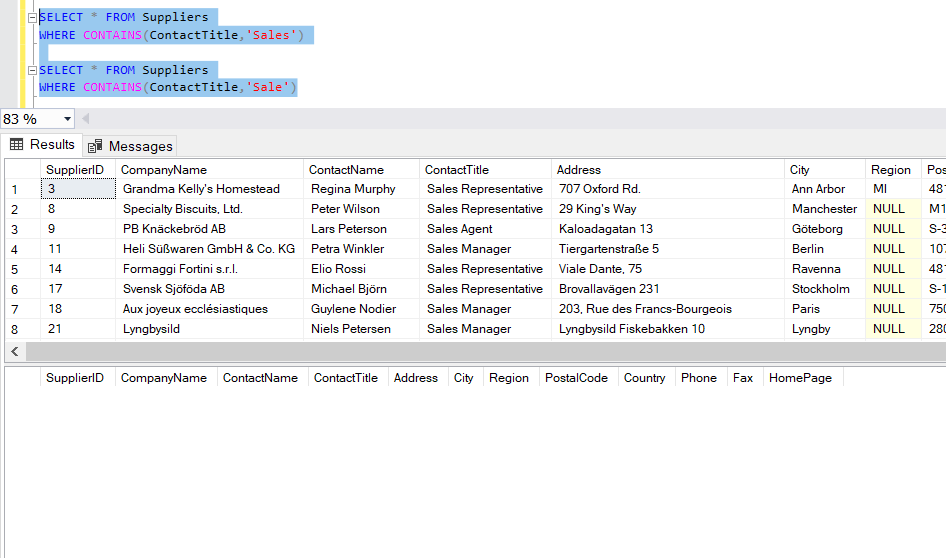 SELECT * FROM Suppliers
WHERE CONTAINS(ContactTitle,'Sales')
SELECT * FROM Suppliers
WHERE CONTAINS(ContactTitle,'Sale')
83 %
Results Messages
SupplierID CompanyName ContactName ContactTitle Address City Region Pos
1 3 Grandma Kelly's Homestead Regina Murphy Sales Representative 707 Oxford Rd. Ann Arbor MI 481
2 8 Specialty Biscuits, Ltd. Peter Wilson Sales Representative 29 King's Way Manchester NULL M1
3 9 PB Knäckebröd AB Lars Peterson Sales Agent Kaloadagatan 13 Göteborg NULL S-3
4 11 Heli Süßwaren GmbH & Co. KG Petra Winkler Sales Manager Tiergartenstraße 5 Berlin NULL 107
5 14 Formaggi Fortini s.r.l. Elio Rossi Sales Representative Viale Dante, 75 Ravenna NULL 481
6 17 Svensk Sjöföda AB Michael Björn Sales Representative Brovallavägen 231 Stockholm NULL S-1
7 18 Aux joyeux ecclésiastiques Guylene Nodier Sales Manager 203, Rue des Francs-Bourgeois Paris NULL 750
8 21 Lyngbysild Niels Petersen Sales Manager Lyngbysild Fiskebakken 10 Lyngby NULL 280
SupplierID CompanyName ContactName ContactTitle Address City Region PostalCode Country Phone Fax HomePage